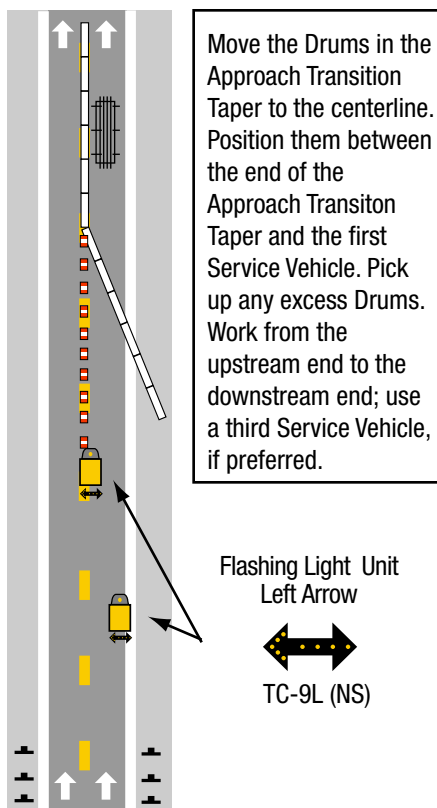 Move the Drums in the
Approach Transition
Taper to the centerline.
Position them between
the end of the
Approach Transiton
Taper and the first
Service Vehicle. Pick
up any excess Drums.
Work from the
upstream end to the
downstream end; use
a third Service Vehicle,
if preferred.
Flashing Light Unit
Left Arrow
TC-9L (NS)